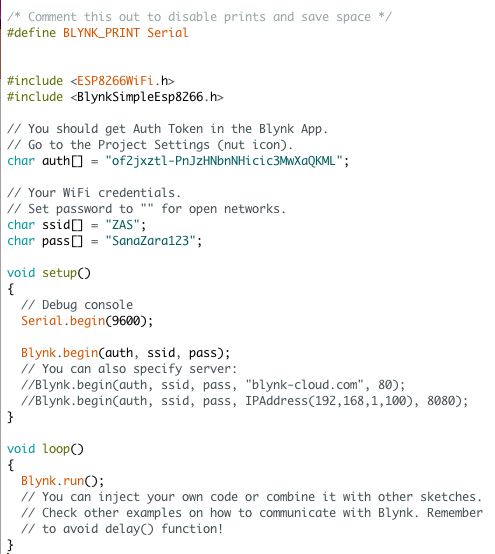 /* Comment this out to disable prints and save space */
#define BLYNK_PRINT Serial
#include <ESP8266WiFi.h>
#include <BlynkSimpleEsp8266.h>
// You should get Auth Token in the Blynk App.
// Go to the Project Settings (nut icon).
char auth[] = "of2jxztl-PnJzHNbnNHicic3MwXaQKML";
// Your WiFi credentials.
// Set password to "" for open networks.
char ssid[] = "ZAS";
char pass[] = "SanaZara123";
void setup()
{
// Debug console
Serial.begin(9600);
Blynk.begin(auth, ssid, pass);
// You can also specify server:
//Blynk.begin(auth, ssid, pass, "blynk-cloud.com", 80);
//Blynk.begin(auth, ssid, pass, IPAddress(192,168,1,100), 8080);
}
void loop()
{
Blynk.run();
// You can inject your own code or combine it with other sketches.
// Check other examples on how to communicate with Blynk. Remember
// to avoid delay() function!
}